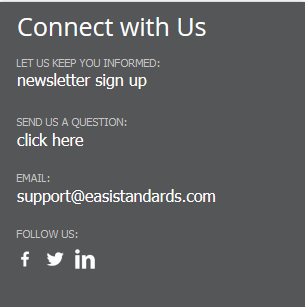 Connect with Us
LET US KEEP YOU INFORMED:
newsletter sign up
SEND US A QUESTION:
click here
EMAIL:
support@easistandards.com
FOLLOW US: